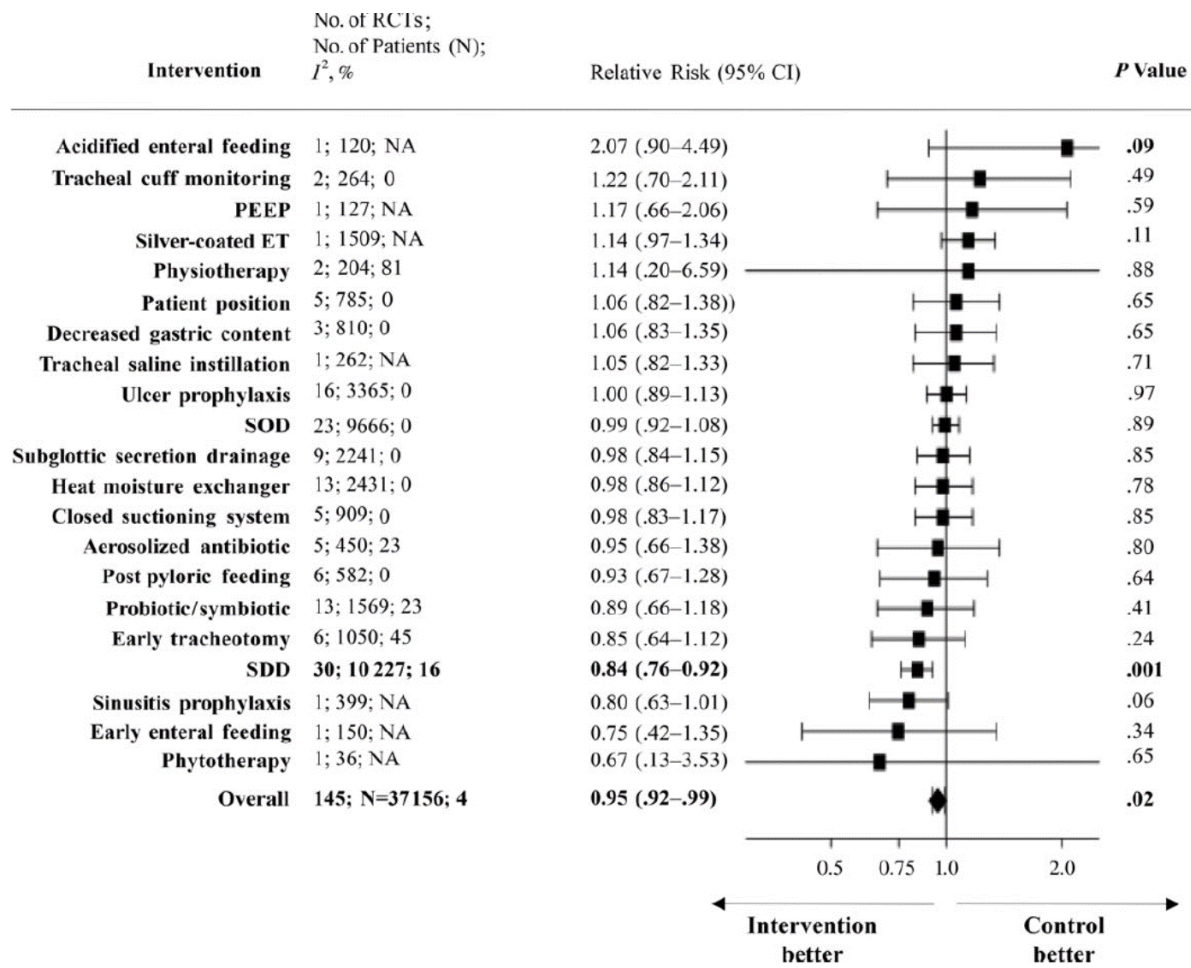 No. of RCTs;
No. of Patients (N);
Intervention I², % Relative Risk (95% CI) P Value
Acidified enteral feeding 1; 120; NA 2.07 (.90–4.49) .09
Tracheal cuff monitoring 2; 264; 0 1.22 (.70–2.11) .49
PEEP 1; 127; NA 1.17 (.66–2.06) .59
Silver-coated ET 1; 1509; NA 1.14 (.97–1.34) .11
Physiotherapy 2; 204; 81 1.14 (.20–6.59) .88
Patient position 5; 785; 0 1.06 (.82–1.38)) .65
Decreased gastric content 3; 810; 0 1.06 (.83–1.35) .65
Tracheal saline instillation 1; 262; NA 1.05 (.82–1.33) .71
Ulcer prophylaxis 16; 3365; 0 1.00 (.89–1.13) .97
SOD 23; 9666; 0 0.99 (.92–1.08) .89
Subglottic secretion drainage 9; 2241; 0 0.98 (.84–1.15) .85
Heat moisture exchanger 13; 2431; 0 0.98 (.86–1.12) .78
Closed suctioning system 5; 909; 0 0.98 (.83–1.17) .85
Aerosolized antibiotic 5; 450; 23 0.95 (.66–1.38) .80
Post pyloric feeding 6; 582; 0 0.93 (.67–1.28) .64
Probiotic/symbiotic 13; 1569; 23 0.89 (.66–1.18) .41
Early tracheotomy 6; 1050; 45 0.85 (.64–1.12) .24
SDD 30; 10 227; 16 0.84 (.76–0.92) .001
Sinusitis prophylaxis 1; 399; NA 0.80 (.63–1.01) .06
Early enteral feeding 1; 150; NA 0.75 (.42–1.35) .34
Phytotherapy 1; 36; NA 0.67 (.13–3.53) .65
Overall 145; N=37156; 4 0.95 (.92–.99) .02
0.5 0.75 1.0 2.0
Intervention Control
better better